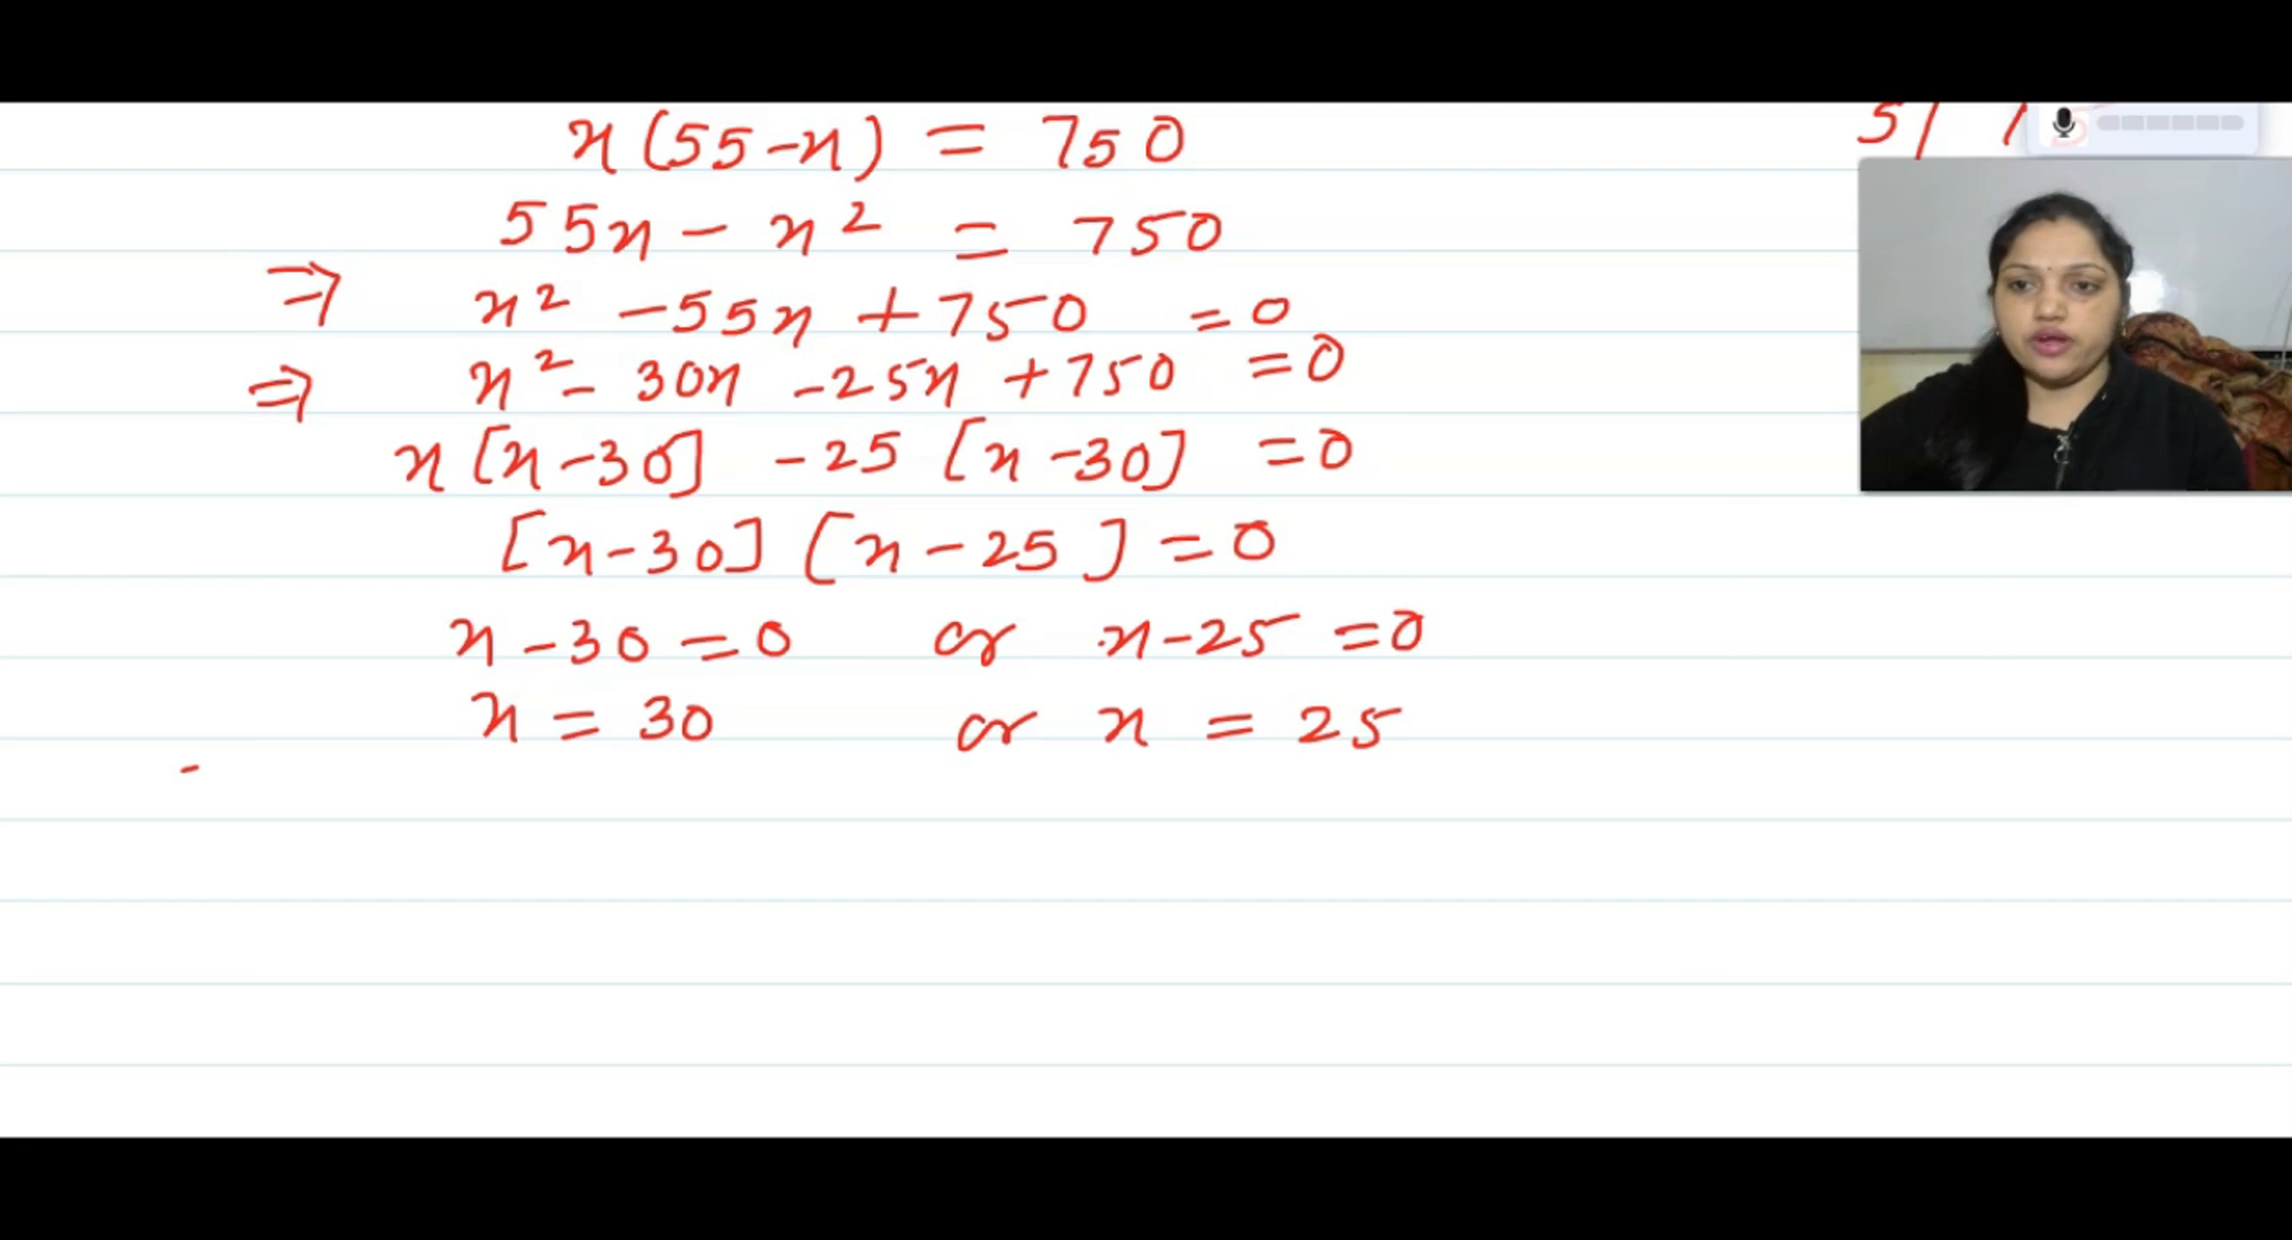 x(55-x) = 750
55x - x² = 750
⇒ x² - 55x + 750 = 0
⇒ x² - 30x - 25x + 750 = 0
x[x-30] - 25[x-30] = 0
[x-30][x-25] = 0
x - 30 = 0 or x - 25 = 0
x = 30 or x = 25